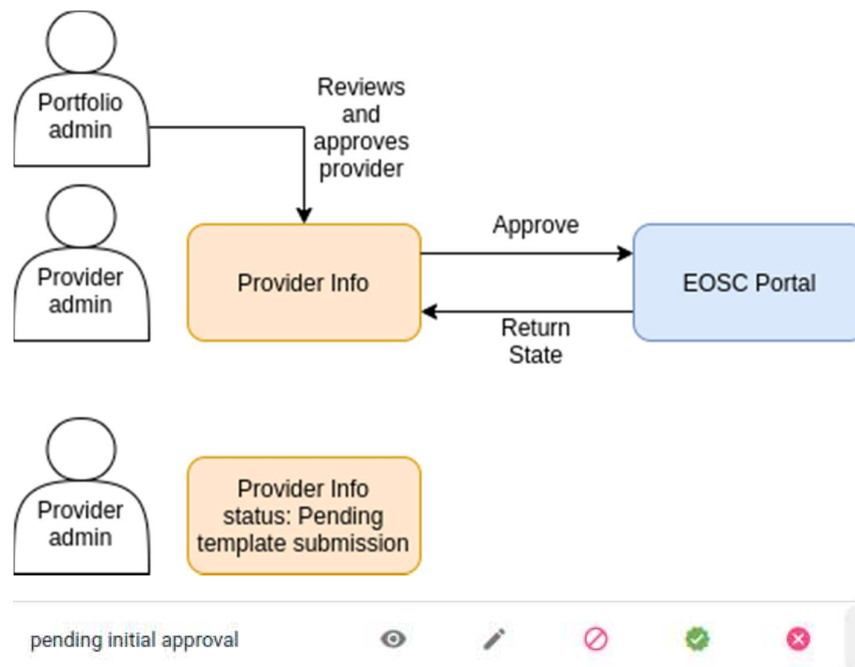 Portfolio
admin
Reviews
and
approves
provider
Provider
admin
Provider Info
Approve
EOSC Portal
Return
State
Provider
admin
Provider Info
status: Pending
template submission
pending initial approval